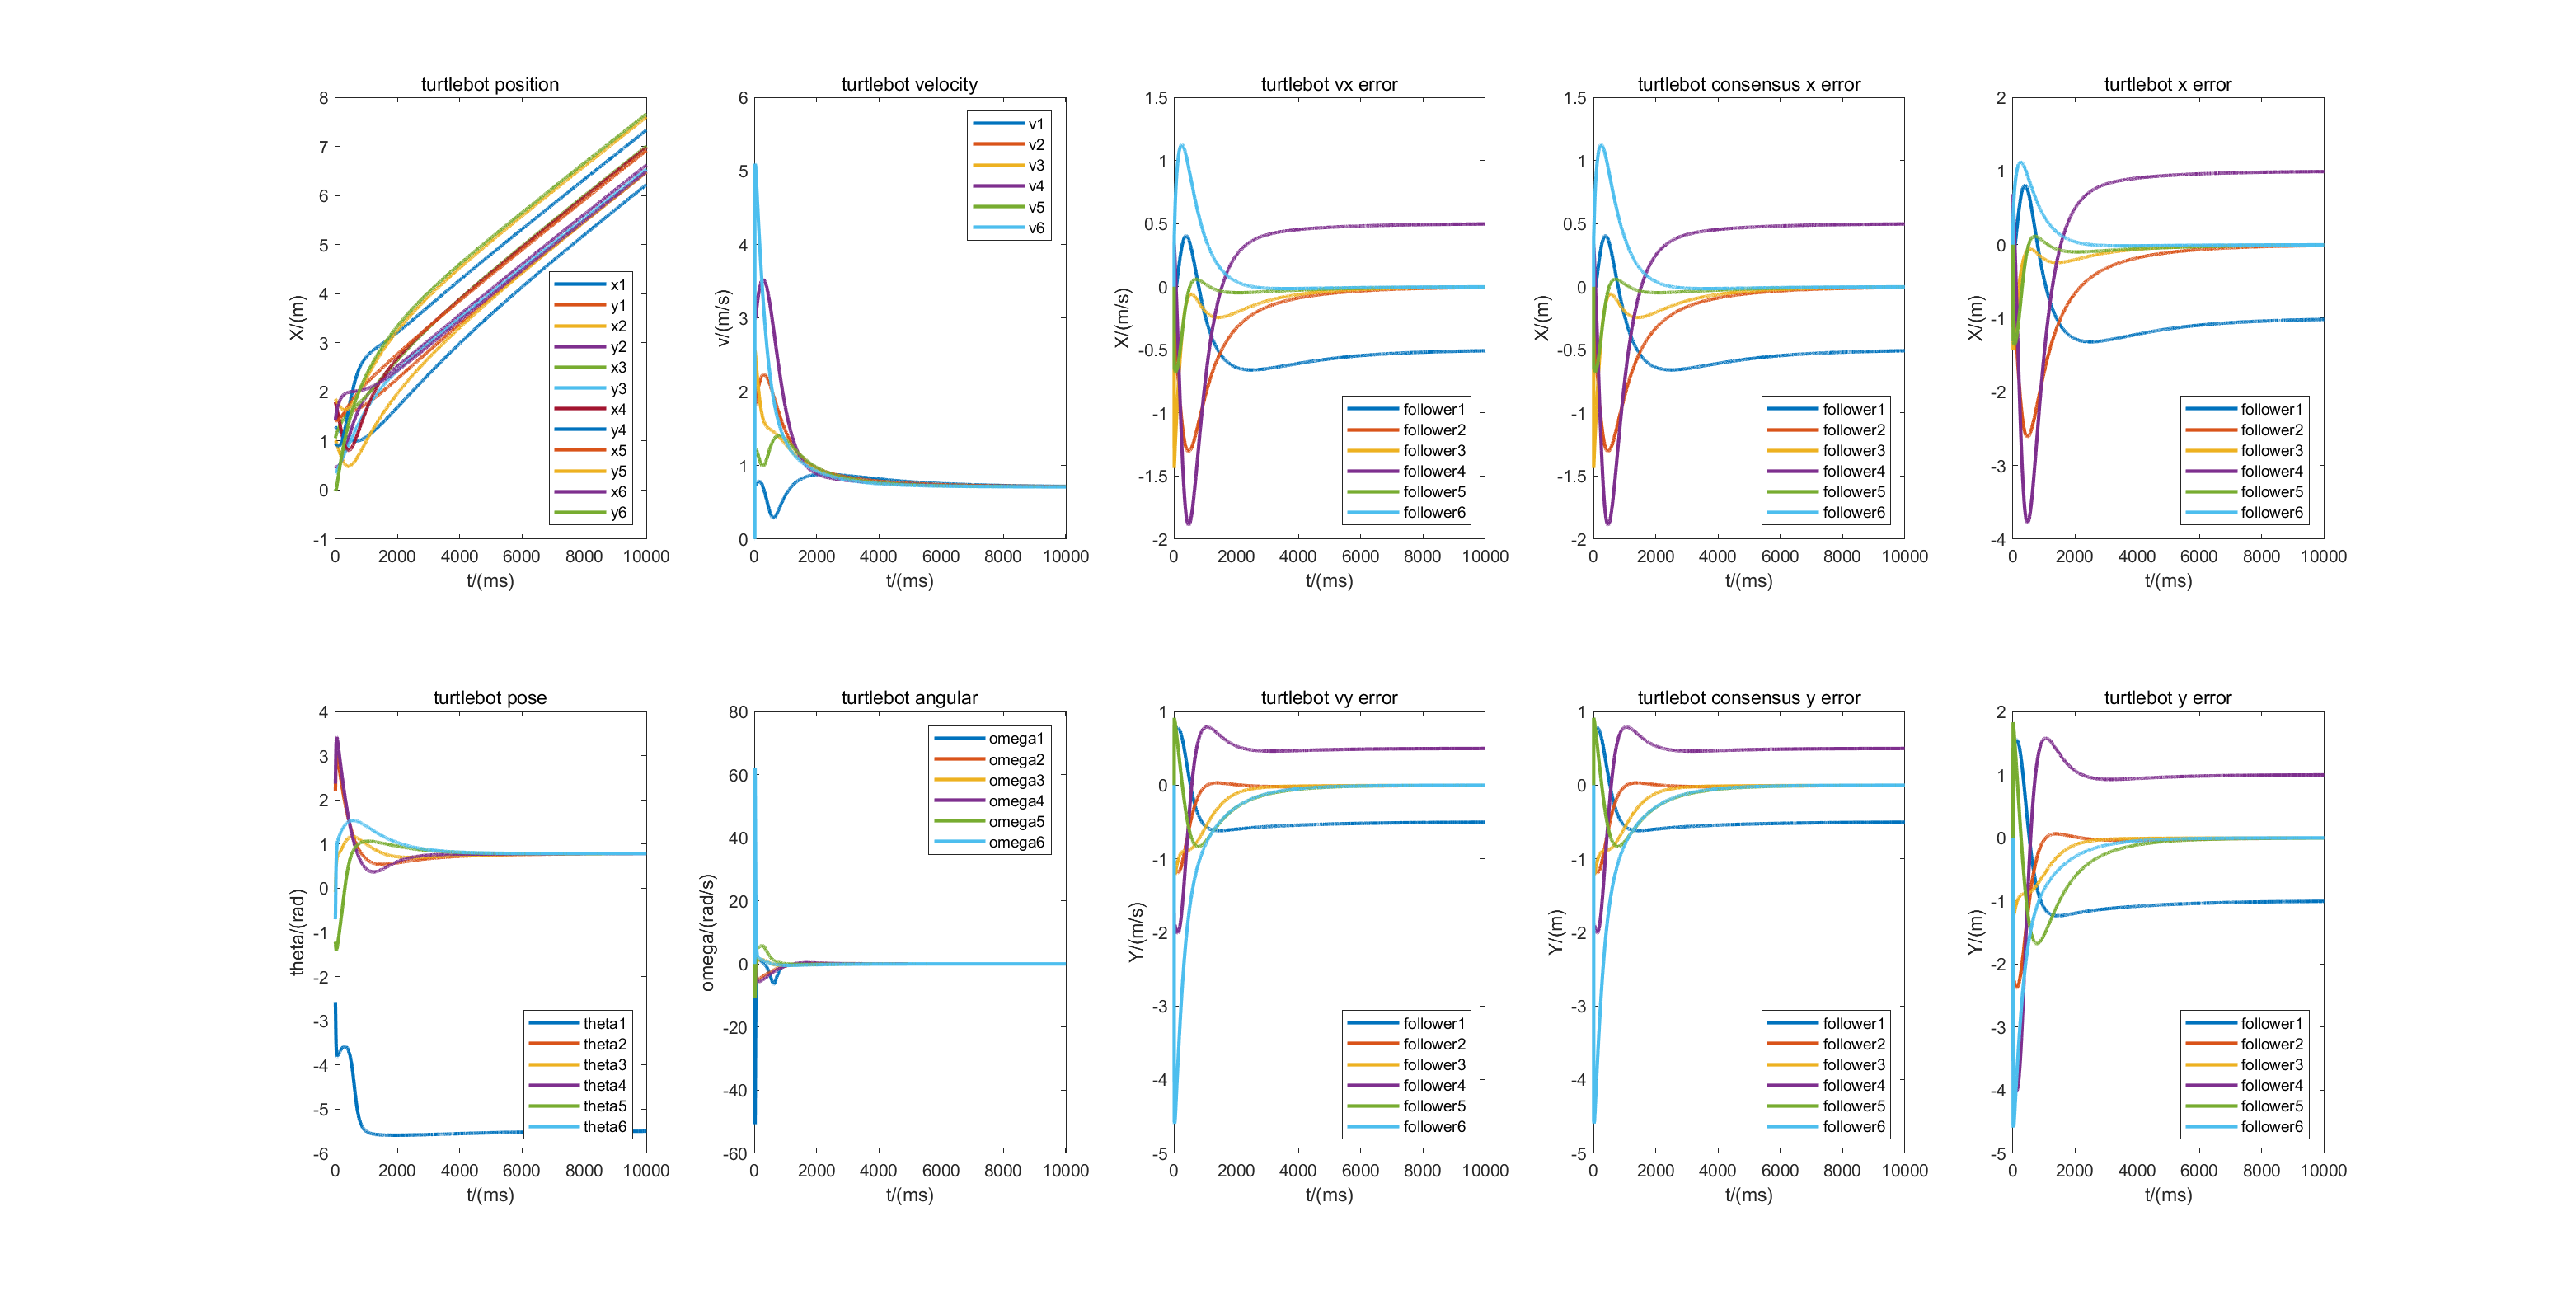 turtlebot position
8
7
6
5
4
3
2
1
0
-1
X/(m)
x1
y1
x2
y2
x3
y3
x4
y4
x5
y5
x6
y6
0 2000 4000 6000 8000 10000
t/(ms)
turtlebot velocity
6
5
4
3
2
1
0
v/(m/s)
v1
v2
v3
v4
v5
v6
0 2000 4000 6000 8000 10000
t/(ms)
turtlebot vx error
1.5
1
0.5
0
-0.5
-1
-1.5
-2
X/(m/s)
follower1
follower2
follower3
follower4
follower5
follower6
0 2000 4000 6000 8000 10000
t/(ms)
turtlebot consensus x error
1.5
1
0.5
0
-0.5
-1
-1.5
-2
X/(m)
follower1
follower2
follower3
follower4
follower5
follower6
0 2000 4000 6000 8000 10000
t/(ms)
turtlebot x error
2
1
0
-1
-2
-3
-4
X/(m)
follower1
follower2
follower3
follower4
follower5
follower6
0 2000 4000 6000 8000 10000
t/(ms)
turtlebot pose
4
3
2
1
0
-1
-2
-3
-4
-5
-6
theta/(rad)
theta1
theta2
theta3
theta4
theta5
theta6
0 2000 4000 6000 8000 10000
t/(ms)
turtlebot angular
80
60
40
20
0
-20
-40
-60
omega/(rad/s)
omega1
omega2
omega3
omega4
omega5
omega6
0 2000 4000 6000 8000 10000
t/(ms)
turtlebot vy error
1
0
-1
-2
-3
-4
-5
Y/(m/s)
follower1
follower2
follower3
follower4
follower5
follower6
0 2000 4000 6000 8000 10000
t/(ms)
turtlebot consensus y error
1
0
-1
-2
-3
-4
-5
Y/(m)
follower1
follower2
follower3
follower4
follower5
follower6
0 2000 4000 6000 8000 10000
t/(ms)
turtlebot y error
2
1
0
-1
-2
-3
-4
-5
Y/(m)
follower1
follower2
follower3
follower4
follower5
follower6
0 2000 4000 6000 8000 10000
t/(ms)